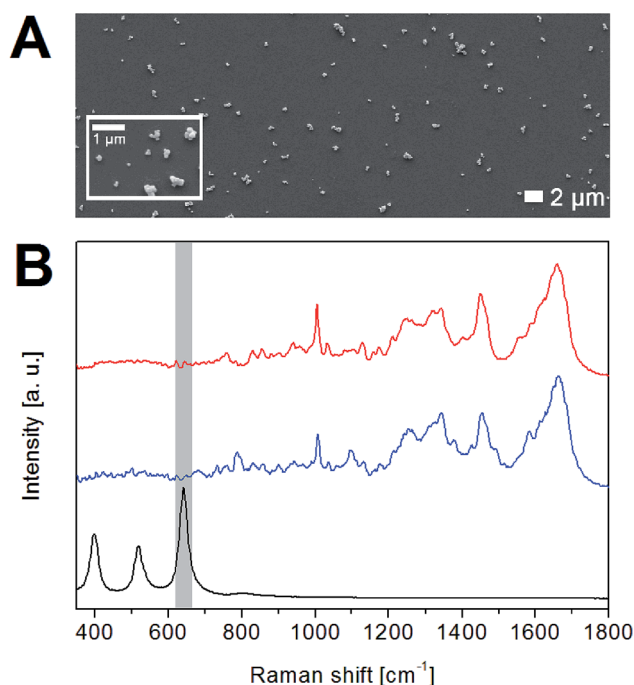 A
1 μm
2 μm
B
Intensity [a. u.]
400 600 800 1000 1200 1400 1600 1800
Raman shift [cm⁻¹]